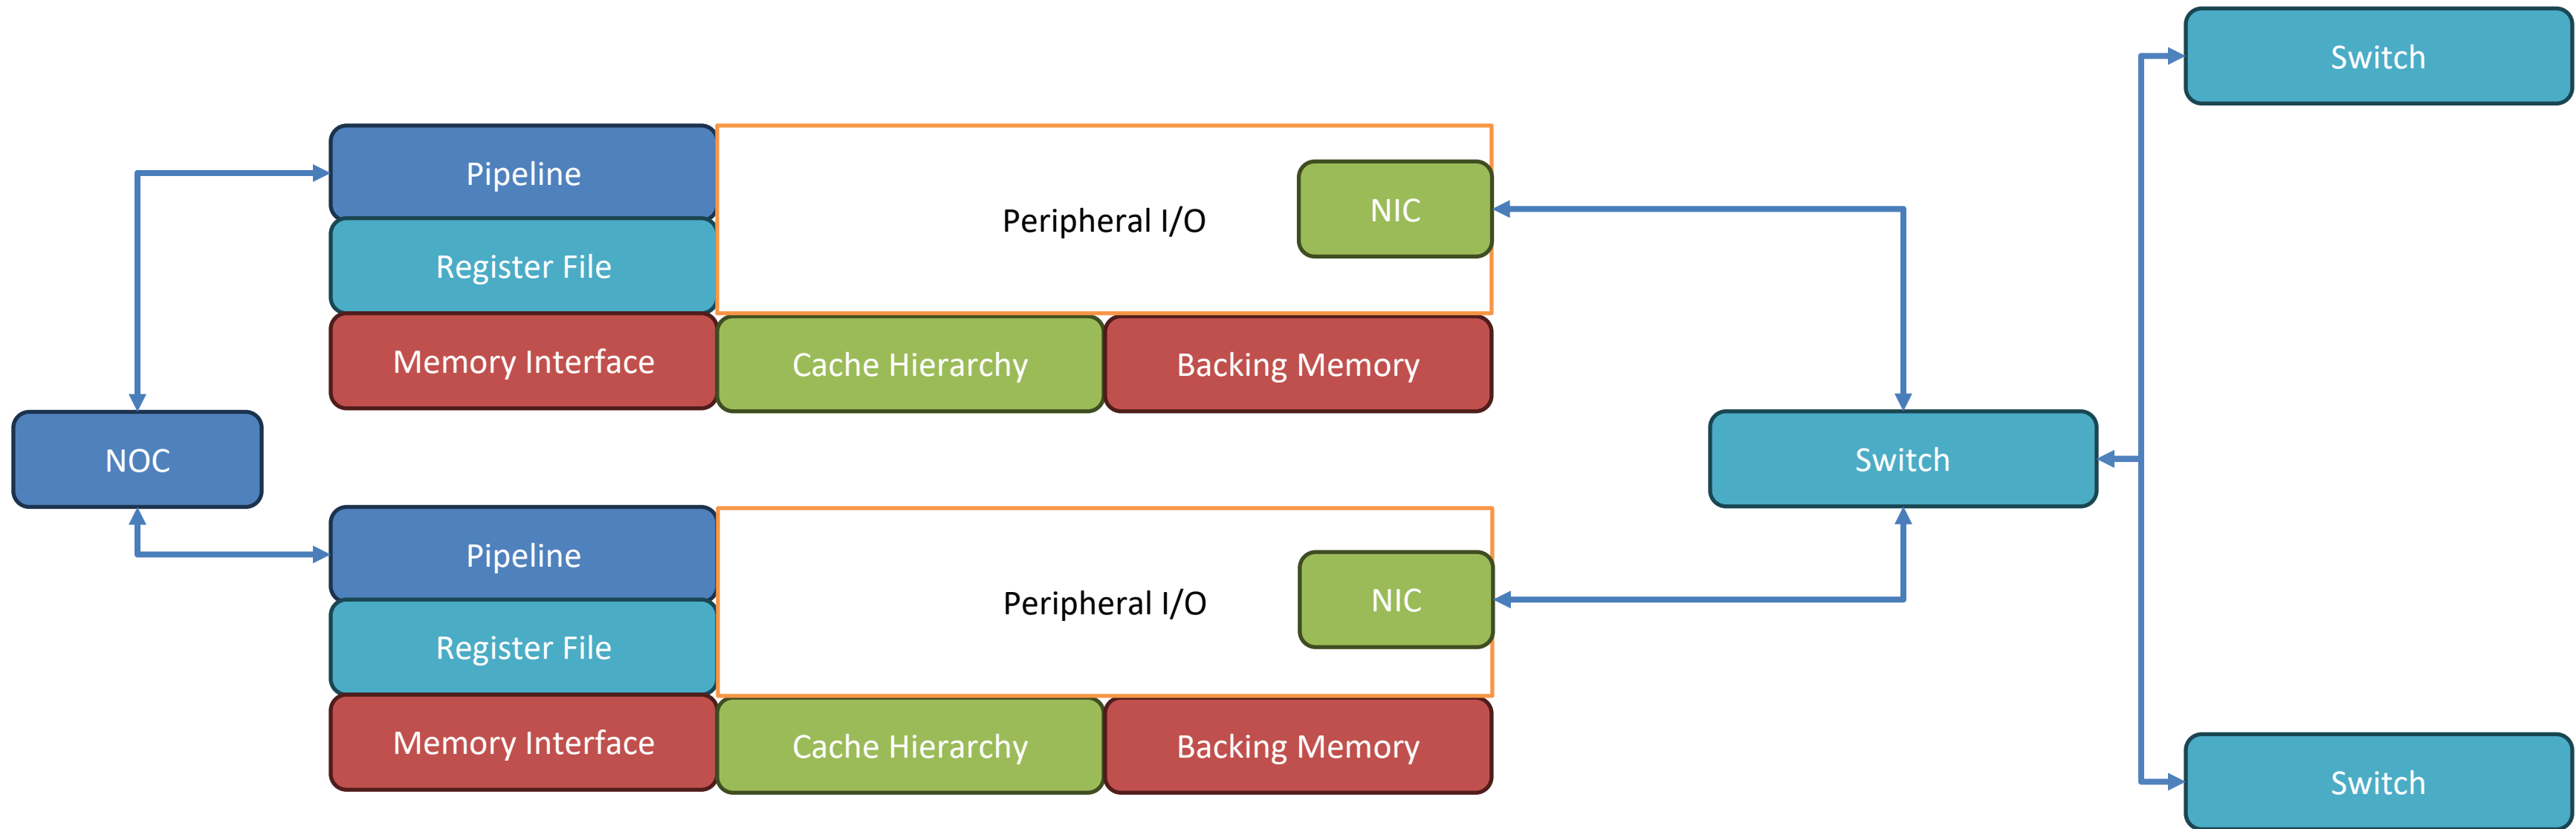 Switch
Pipeline
Peripheral I/O
NIC
Register File
Memory Interface
Cache Hierarchy
Backing Memory
NOC
Switch
Pipeline
Peripheral I/O
NIC
Register File
Memory Interface
Cache Hierarchy
Backing Memory
Switch